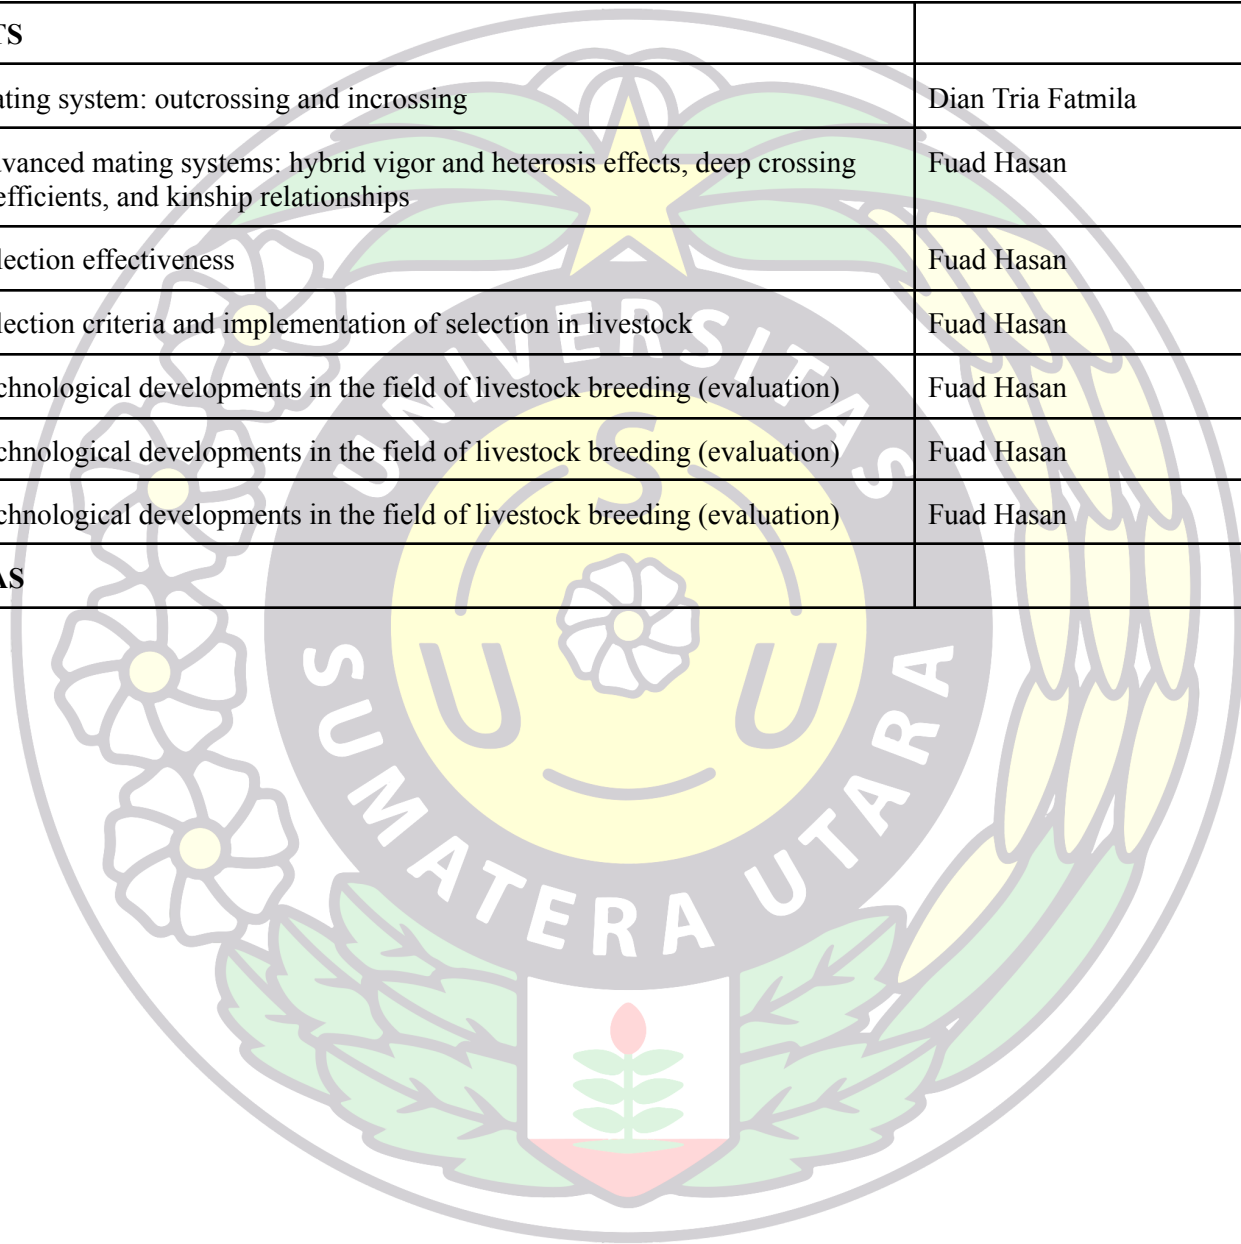 TS
ating system: outcrossing and incrossing Dian Tria Fatmila
dvanced mating systems: hybrid vigor and heterosis effects, deep crossing Fuad Hasan
efficients, and kinship relationships
lection effectiveness Fuad Hasan
lection criteria and implementation of selection in livestock Fuad Hasan
chnological developments in the field of livestock breeding (evaluation) Fuad Hasan
chnological developments in the field of livestock breeding (evaluation) Fuad Hasan
chnological developments in the field of livestock breeding (evaluation) Fuad Hasan
AS
UNIVERSITAS
SUMATERA UTARA
S
U U